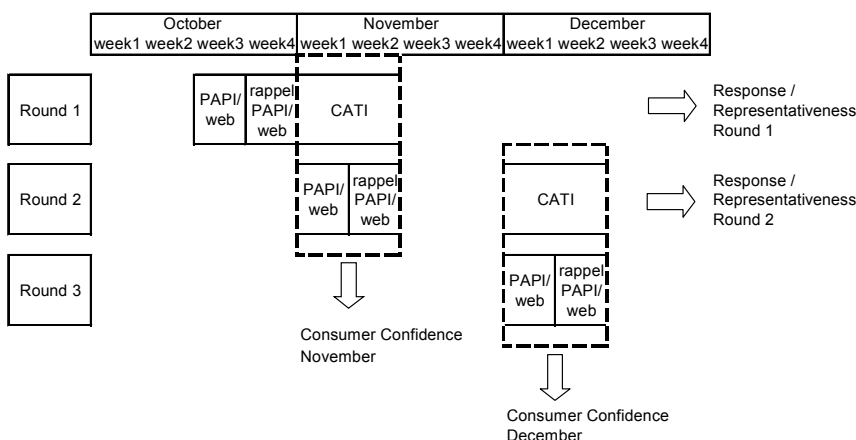 October November December
week1 week2 week3 week4 week1 week2 week3 week4 week1 week2 week3 week4
Round 1
PAPI/
web
rappel
PAPI/
web
CATI
Response /
Representativeness
Round 1
Round 2
PAPI/
web
rappel
PAPI/
web
CATI
Response /
Representativeness
Round 2
Round 3
PAPI/
web
rappel
PAPI/
web
Consumer Confidence
November
Consumer Confidence
December